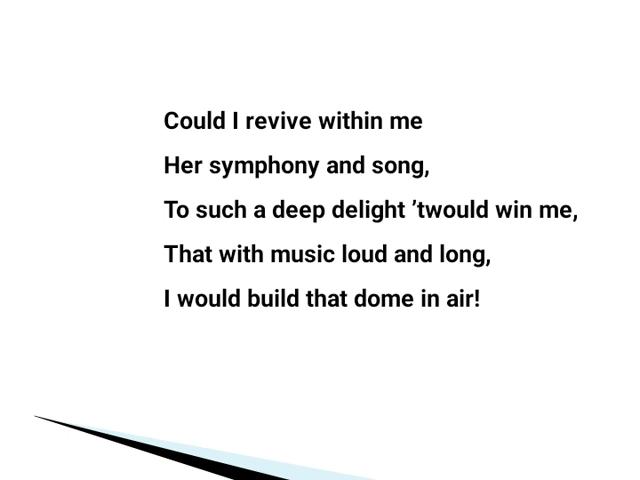 Could I revive within me
Her symphony and song,
To such a deep delight ’twould win me,
That with music loud and long,
I would build that dome in air!